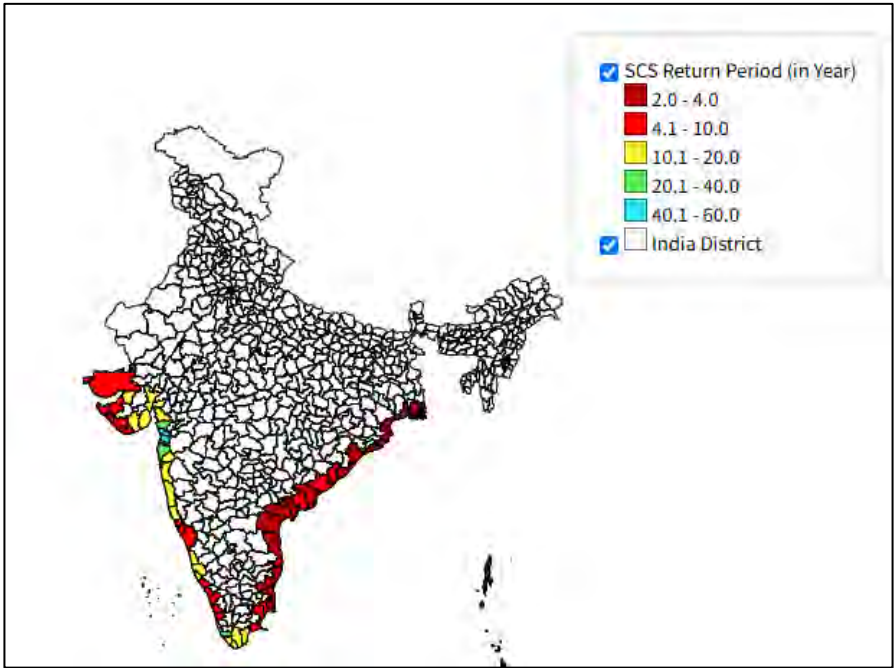 SCS Return Period (in Year)
2.0 - 4.0
4.1 - 10.0
10.1 - 20.0
20.1 - 40.0
40.1 - 60.0
India District